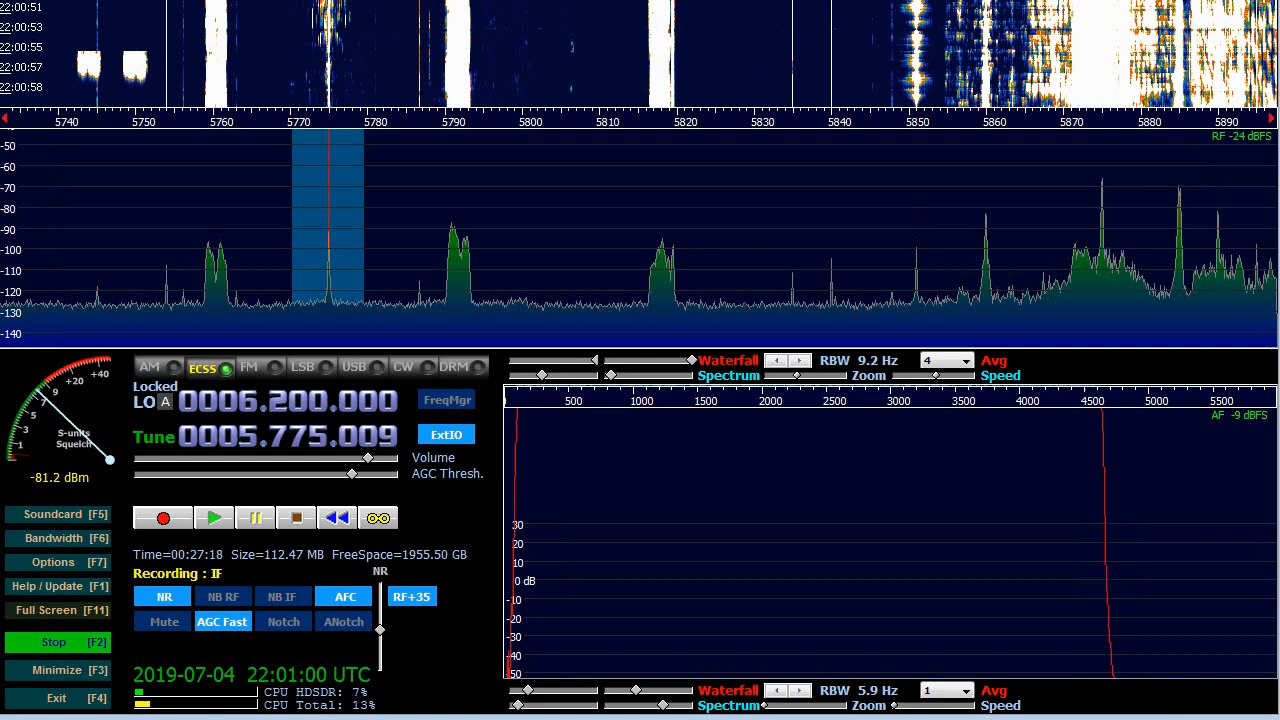 22:00:51
22:00:53
22:00:55
22:00:57
22:00:58
5740 5750 5760 5770 5780 5790 5800 5810 5820 5830 5840 5850 5860 5870 5880 5890
RF -24 dBFS
-50
-60
-70
-80
-90
-100
-110
-120
-130
-140
+20 +40
9
7
5
3
1
S-units
Squelch
-81.2 dBm
AM ECSS FM LSB USB CW DRM
Locked
LO A 0006.200.000 FreqMgr
Tune 0005.775.009 ExtIO
Volume
AGC Thresh.
Waterfall RBW 9.2 Hz 4 Avg
Spectrum Zoom Speed
500 1000 1500 2000 2500 3000 3500 4000 4500 5000 5500
AF -9 dBFS
30
20
10
0 dB
-10
-20
-30
-40
-50
Soundcard [F5]
Bandwidth [F6]
Options [F7]
Help / Update [F1]
Full Screen [F11]
Stop [F2]
Minimize [F3]
Exit [F4]
Time=00:27:18 Size=112.47 MB FreeSpace=1955.50 GB
Recording : IF
NR
NR NB RF NB IF AFC RF+35
Mute AGC Fast Notch ANotch
2019-07-04 22:01:00 UTC
CPU HDSDR: 7%
CPU Total: 13%
Waterfall RBW 5.9 Hz 1 Avg
Spectrum Zoom Speed